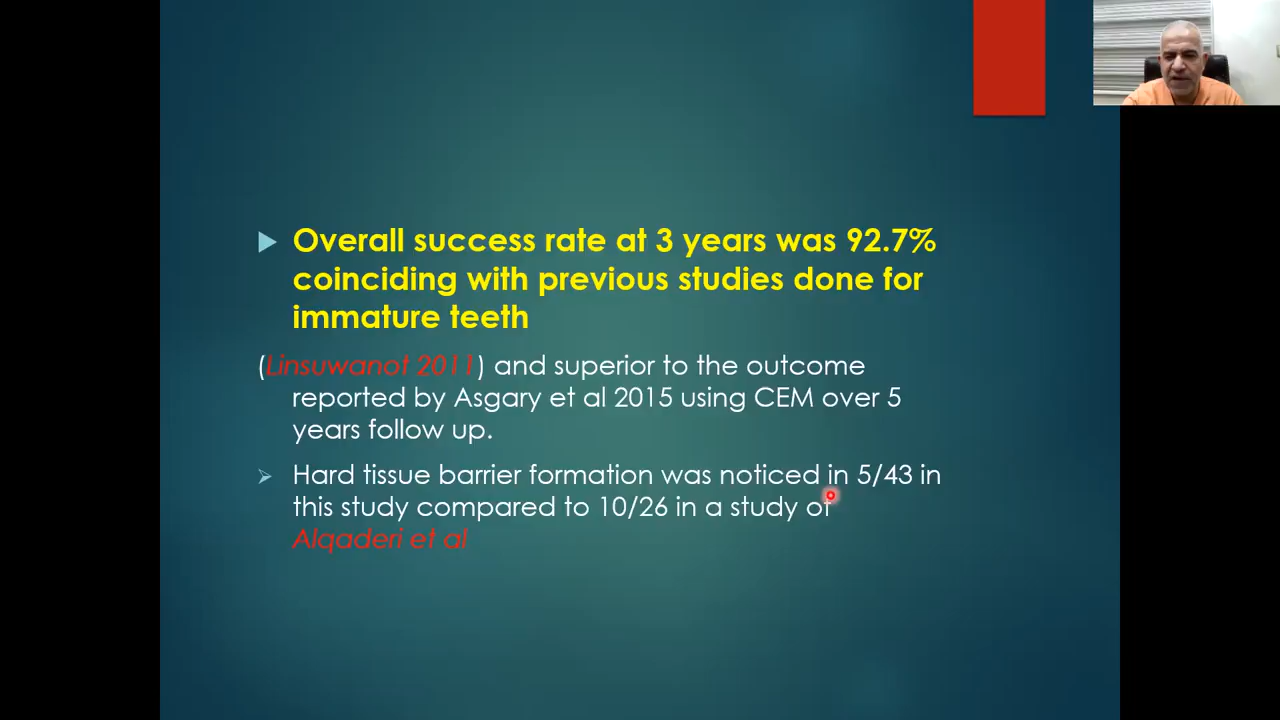 Overall success rate at 3 years was 92.7%
coinciding with previous studies done for
immature teeth
(Linsuwanot 2011) and superior to the outcome
reported by Asgary et al 2015 using CEM over 5
years follow up.
Hard tissue barrier formation was noticed in 5/43 in
this study compared to 10/26 in a study of
Alqaderi et al